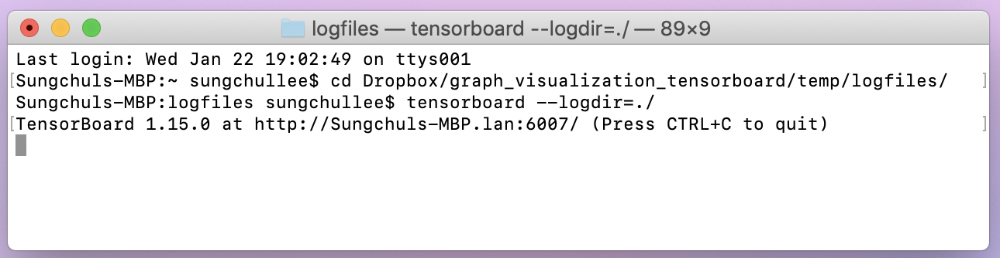 logfiles — tensorboard --logdir=./ — 89×9
Last login: Wed Jan 22 19:02:49 on ttys001
[Sungchuls-MBP:~ sungchullee$ cd Dropbox/graph_visualization_tensorboard/temp/logfiles/ ]
Sungchuls-MBP:logfiles sungchullee$ tensorboard --logdir=./
[TensorBoard 1.15.0 at http://Sungchuls-MBP.lan:6007/ (Press CTRL+C to quit) ]